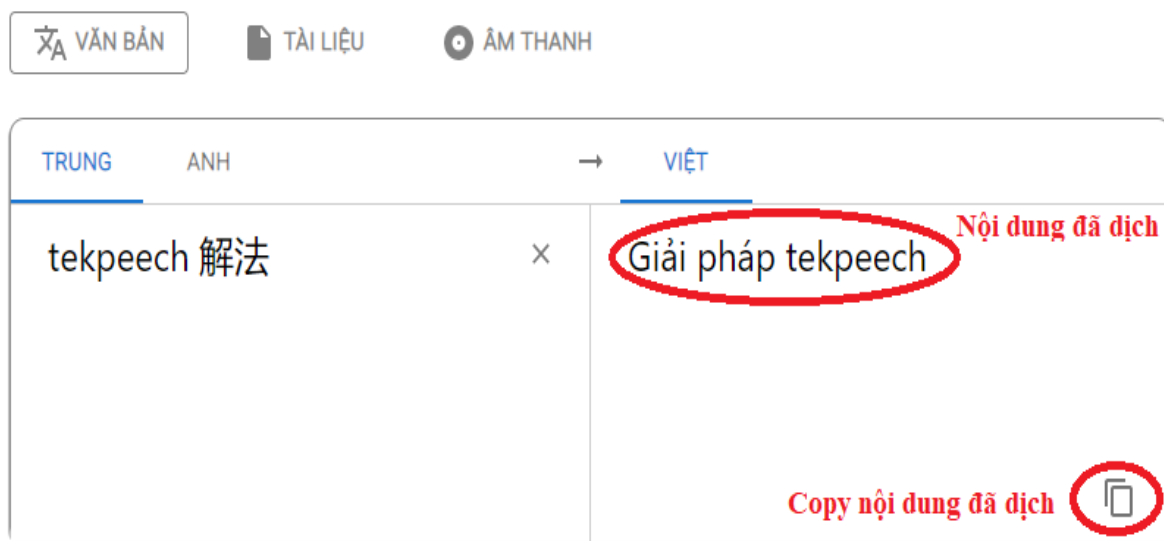 VĂN BẢN TÀI LIỆU ÂM THANH
TRUNG ANH → VIỆT
tekpeech 解法 × Giải pháp tekpeech Nội dung đã dịch
Copy nội dung đã dịch